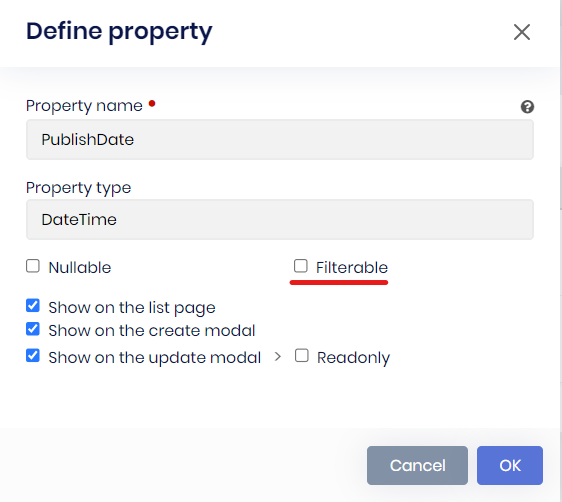 Define property
Property name
PublishDate
Property type
DateTime
Nullable Filterable
Show on the list page
Show on the create modal
Show on the update modal > Readonly
Cancel OK